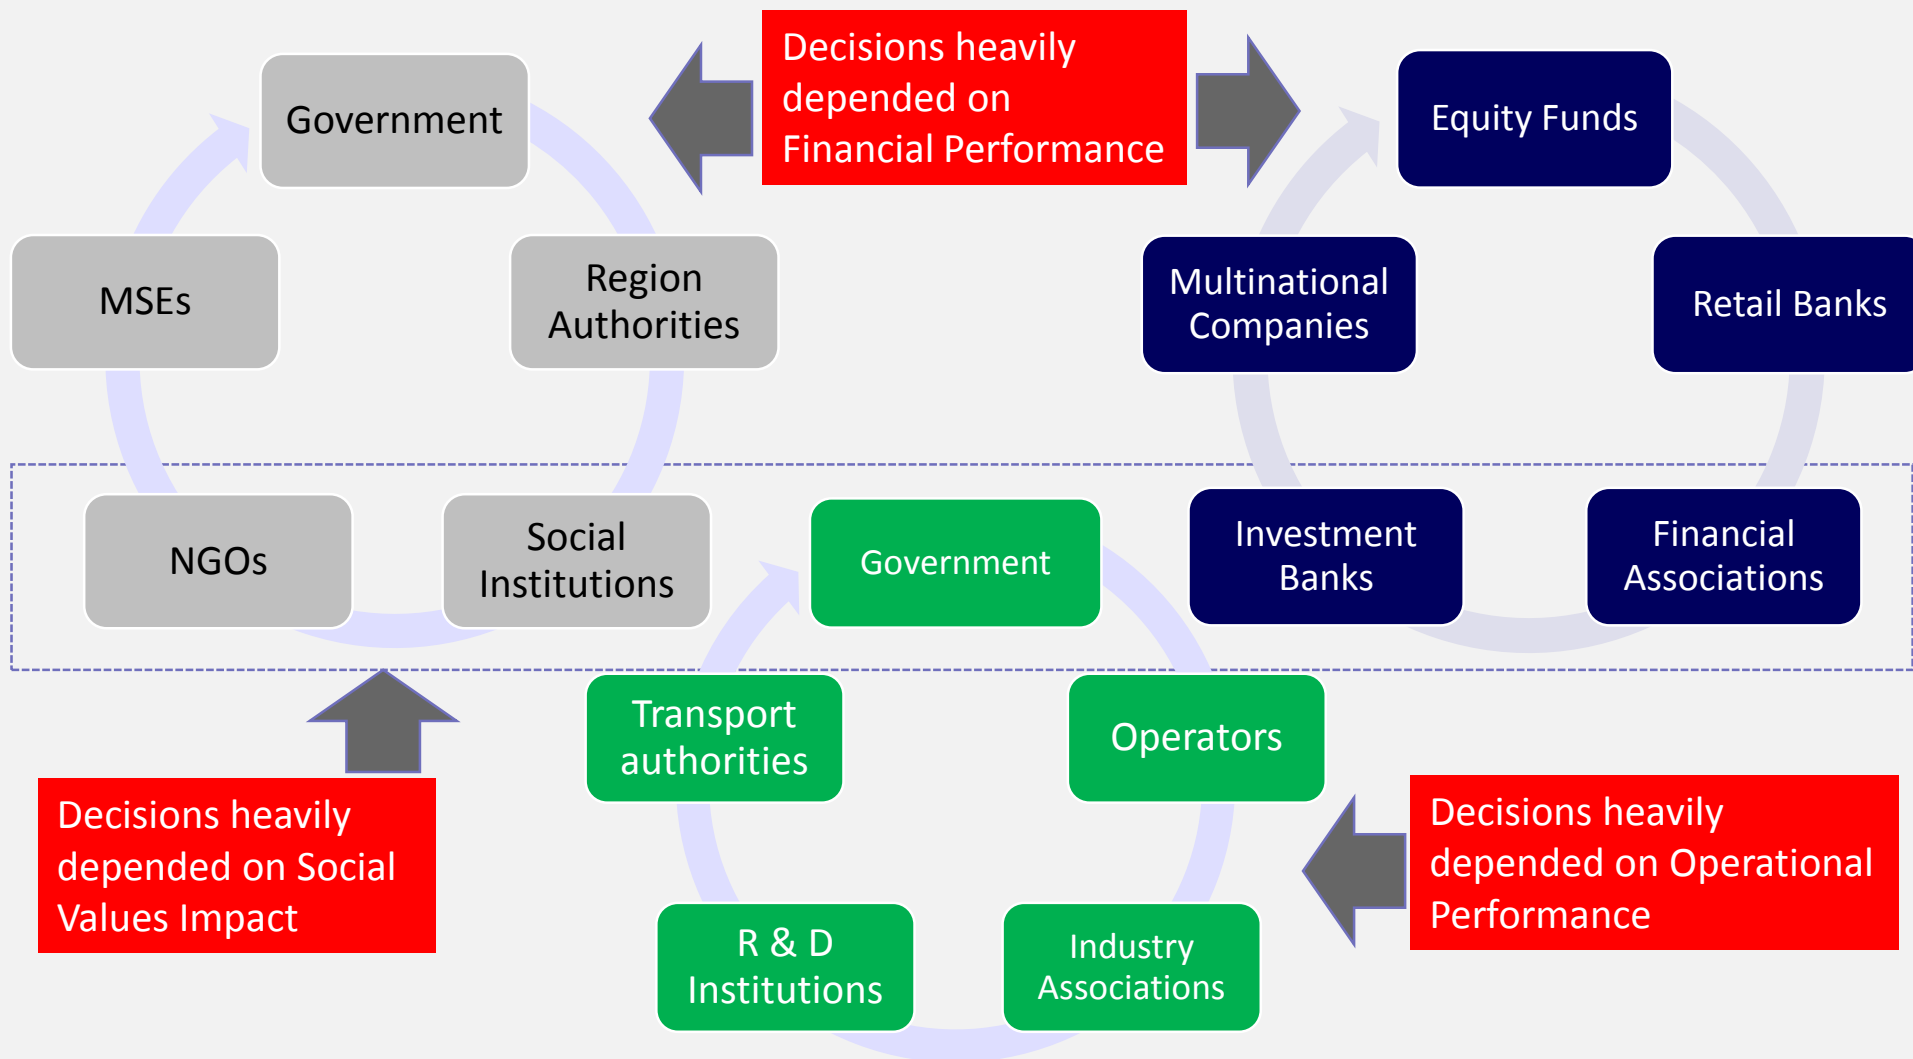 Decisions heavily
depended on
Financial Performance
Government
Equity Funds
MSEs
Region
Authorities
Multinational
Companies
Retail Banks
NGOs
Social
Institutions
Government
Investment
Banks
Financial
Associations
Transport
authorities
Operators
Decisions heavily
depended on Social
Values Impact
Decisions heavily
depended on Operational
Performance
R & D
Institutions
Industry
Associations